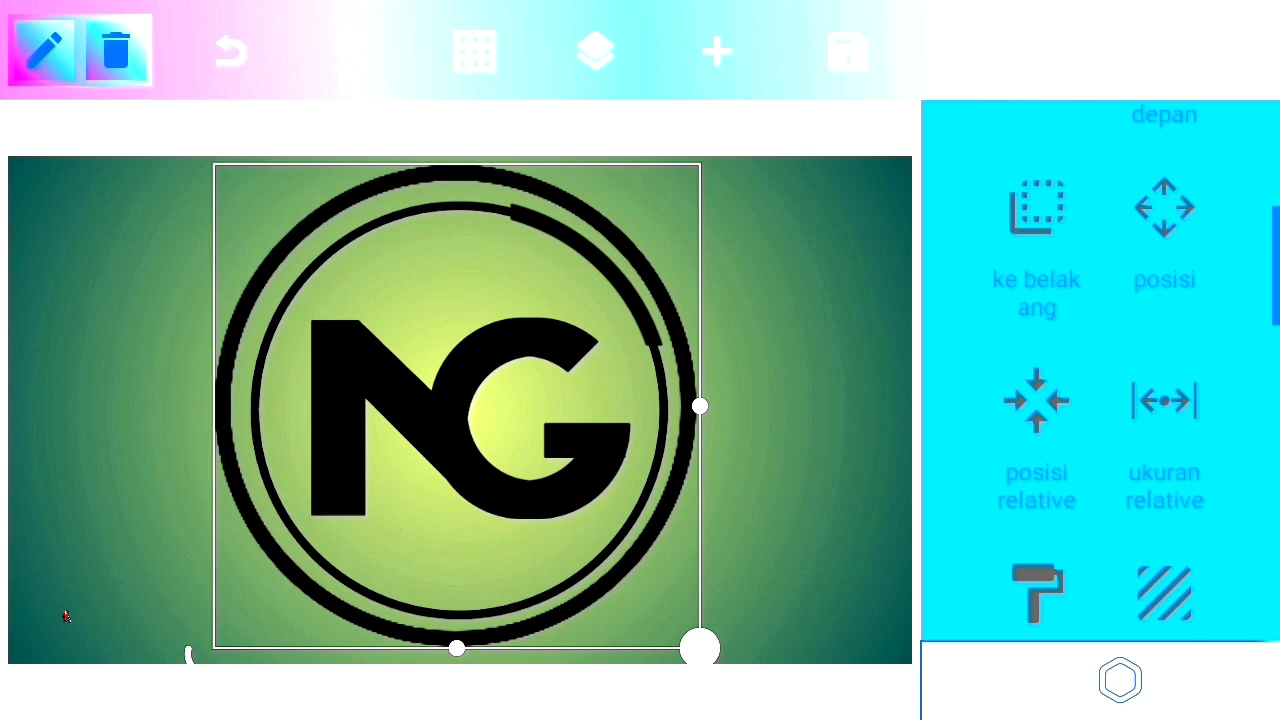 depan
ke belak
ang
posisi
posisi
relative
ukuran
relative
NG